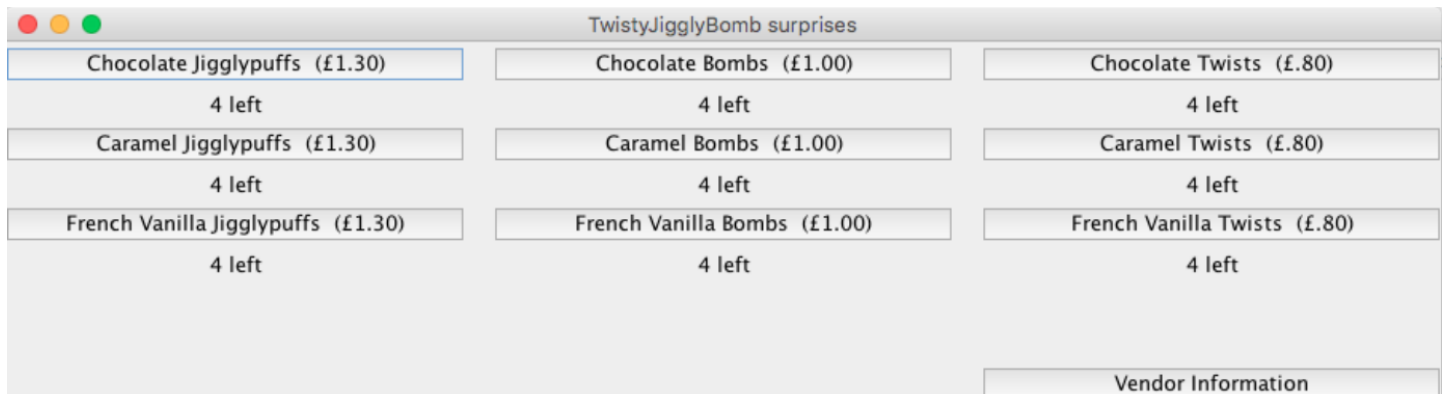 TwistyJigglyBomb surprises
Chocolate Jigglypuffs (£1.30) Chocolate Bombs (£1.00) Chocolate Twists (£.80)
4 left 4 left 4 left
Caramel Jigglypuffs (£1.30) Caramel Bombs (£1.00) Caramel Twists (£.80)
4 left 4 left 4 left
French Vanilla Jigglypuffs (£1.30) French Vanilla Bombs (£1.00) French Vanilla Twists (£.80)
4 left 4 left 4 left
Vendor Information